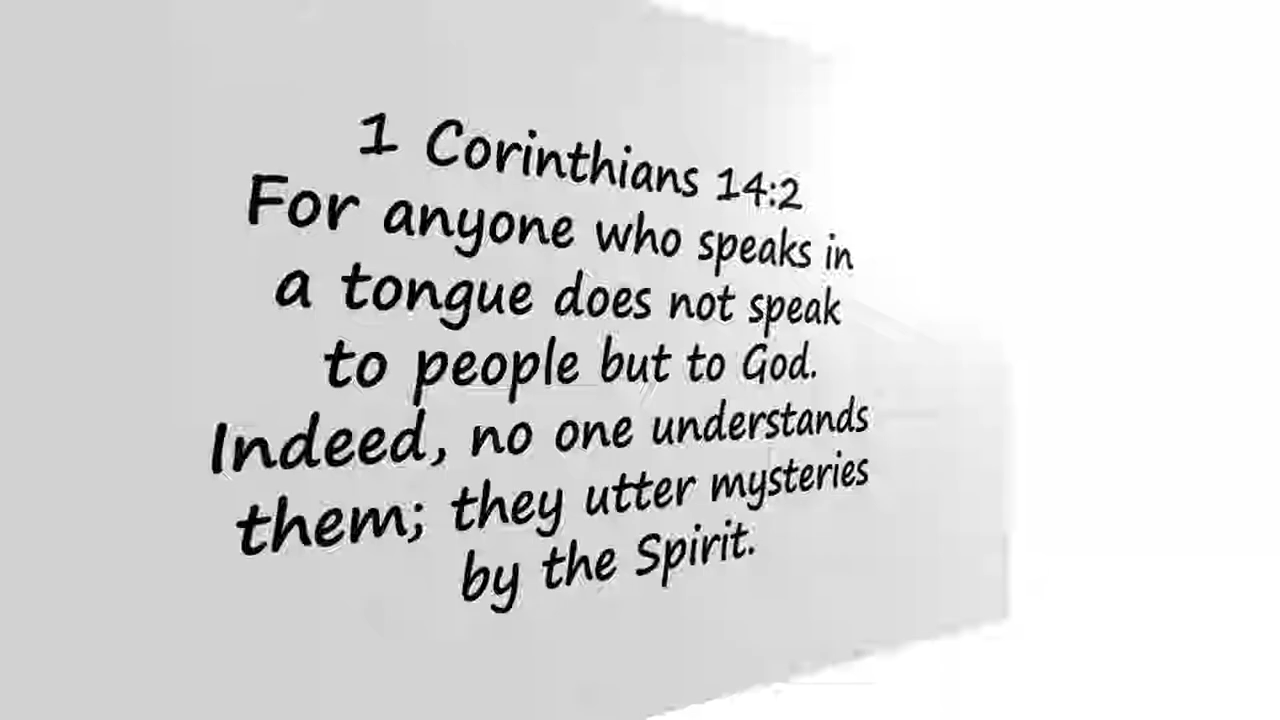 1 Corinthians 14:2
For anyone who speaks in
a tongue does not speak
to people but to God.
Indeed, no one understands
them; they utter mysteries
by the Spirit.